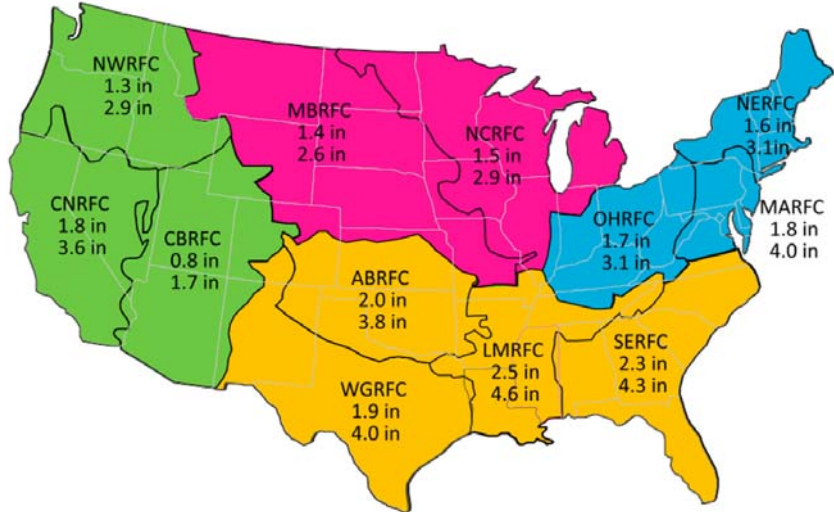 NWRFC
1.3 in
2.9 in
MBRFC
1.4 in
2.6 in
NCRFC
1.5 in
2.9 in
NERFC
1.6 in
3.1in
CNRFC
1.8 in
3.6 in
CBRFC
0.8 in
1.7 in
OHRFC
1.7 in
3.1 in
MARFC
1.8 in
4.0 in
ABRFC
2.0 in
3.8 in
LMRFC
2.5 in
4.6 in
SERFC
2.3 in
4.3 in
WGRFC
1.9 in
4.0 in